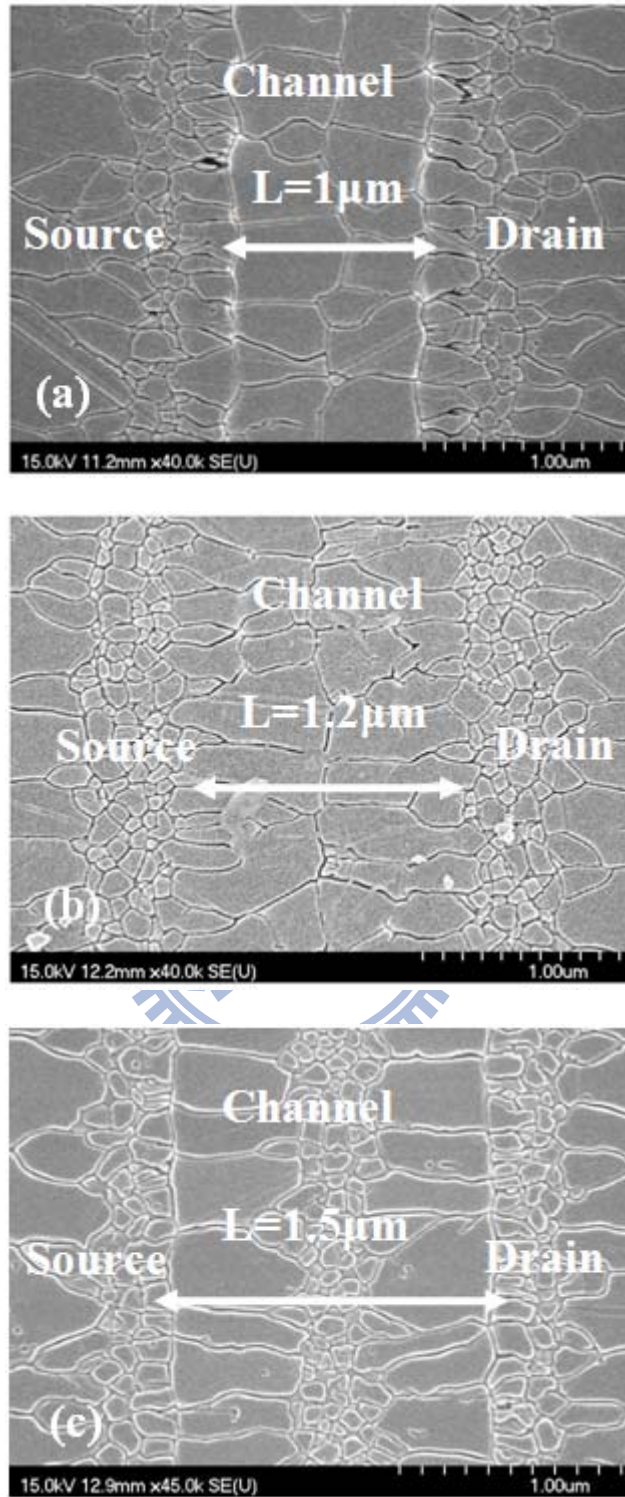 Channel
L=1μm
Source
Drain
(a)
15.0kV 11.2mm x40.0k SE(U)
1.00um
Channel
L=1.2μm
Source
Drain
(b)
15.0kV 12.2mm x40.0k SE(U)
1.00um
Channel
L=1.5μm
Source
Drain
(c)
15.0kV 12.9mm x45.0k SE(U)
1.00um